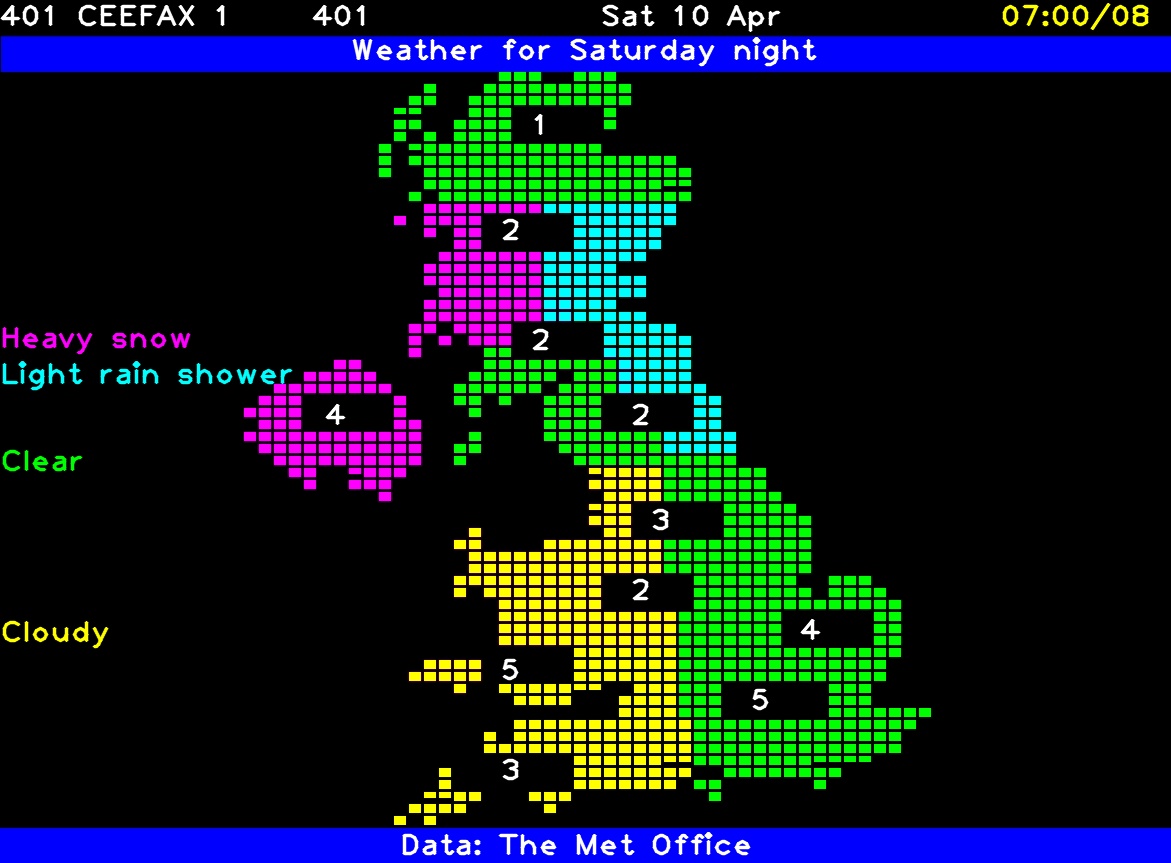 401 CEEFAX 1 401 Sat 10 Apr 07:00/08
Weather for Saturday night
1
2
Heavy snow 2
Light rain shower
4 2
Clear
3
2
Cloudy 4
5
5
3
Data: The Met Office